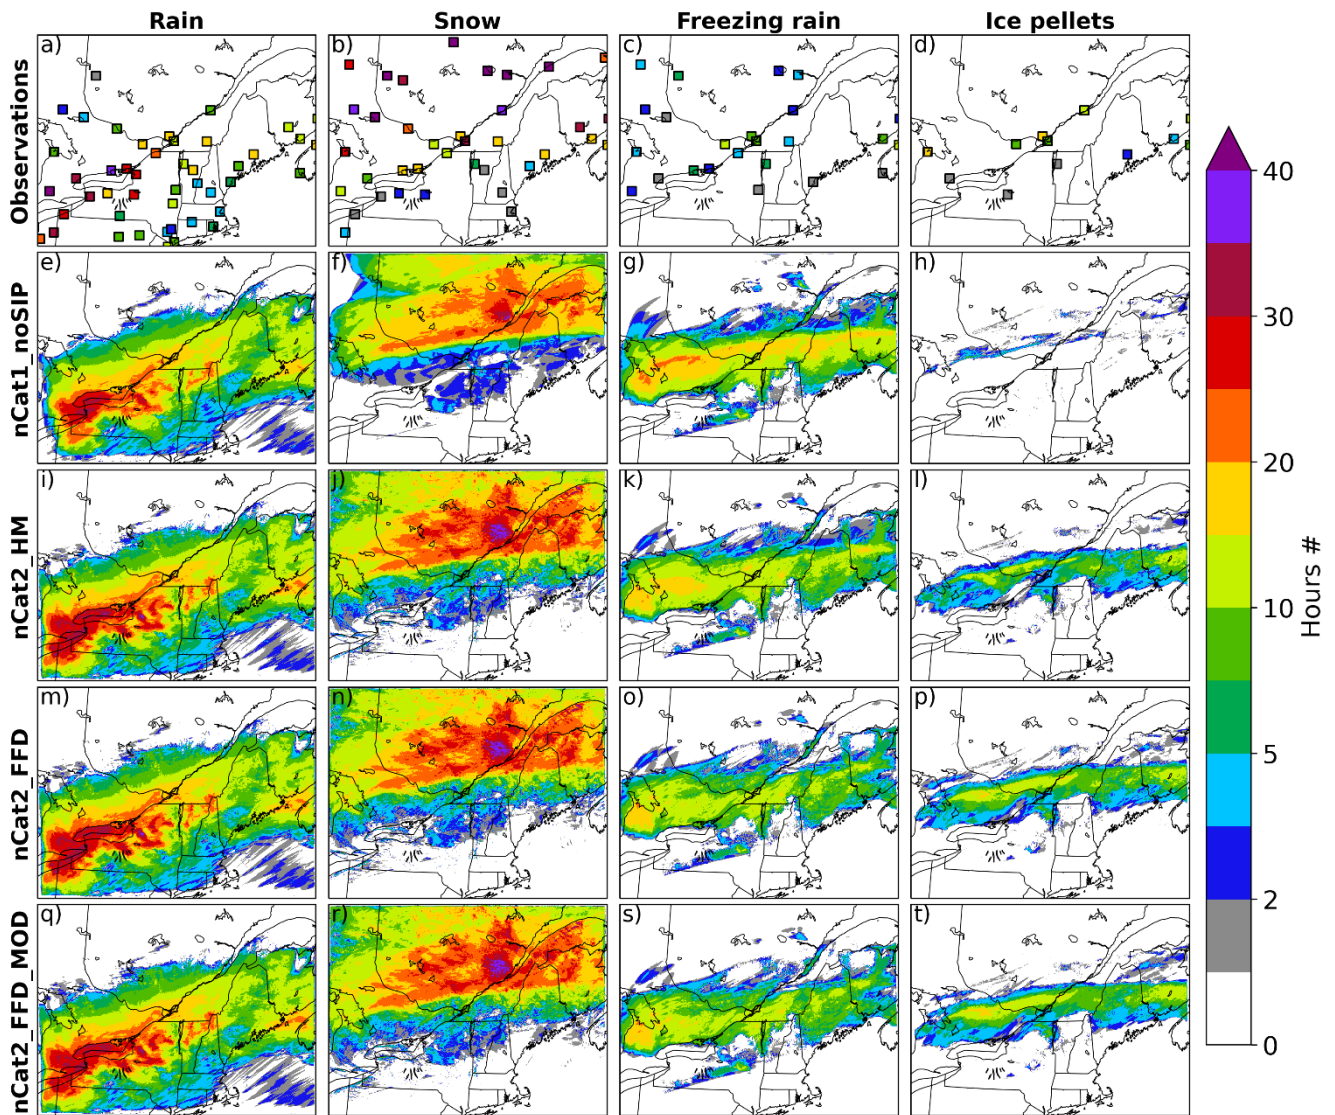 Rain Snow Freezing rain Ice pellets
Observations
a) b) c) d)
nCat1_noSIP
e) f) g) h)
nCat2_HM
i) j) k) l)
nCat2_FFD
m) n) o) p)
nCat2_FFD_MOD
q) r) s) t)
40
30
20
10
5
2
0
Hours #